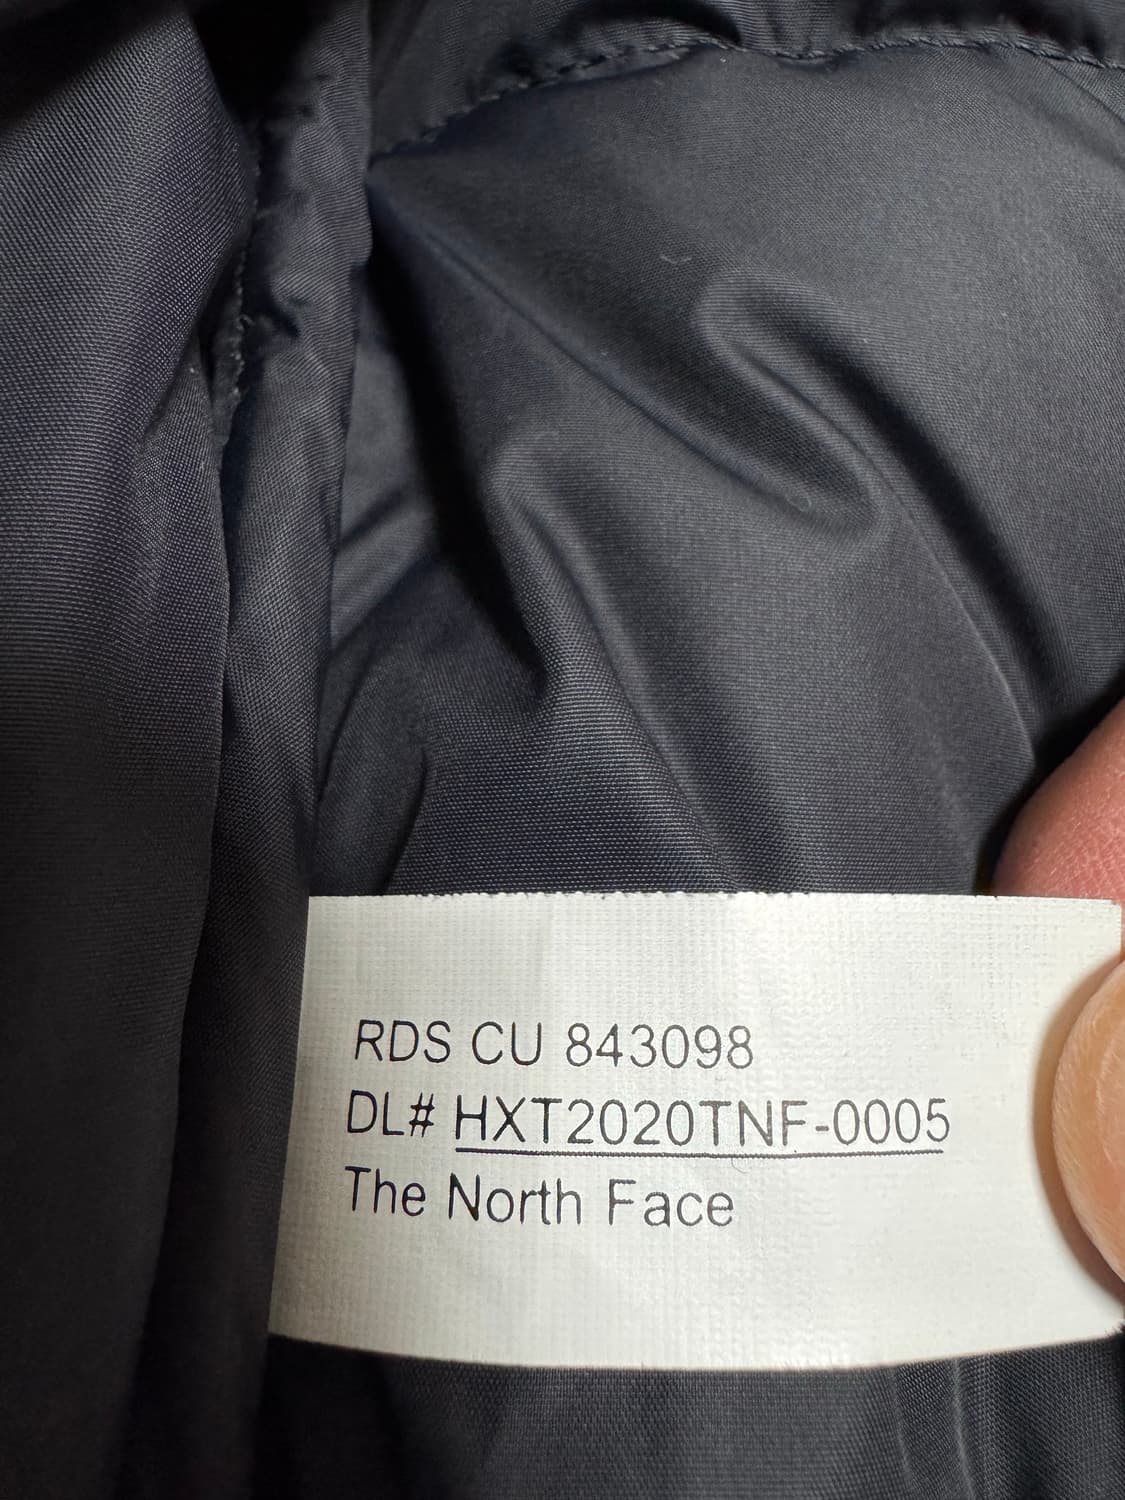 RDS CU 843098
DL# HXT2020TNF-0005
The North Face